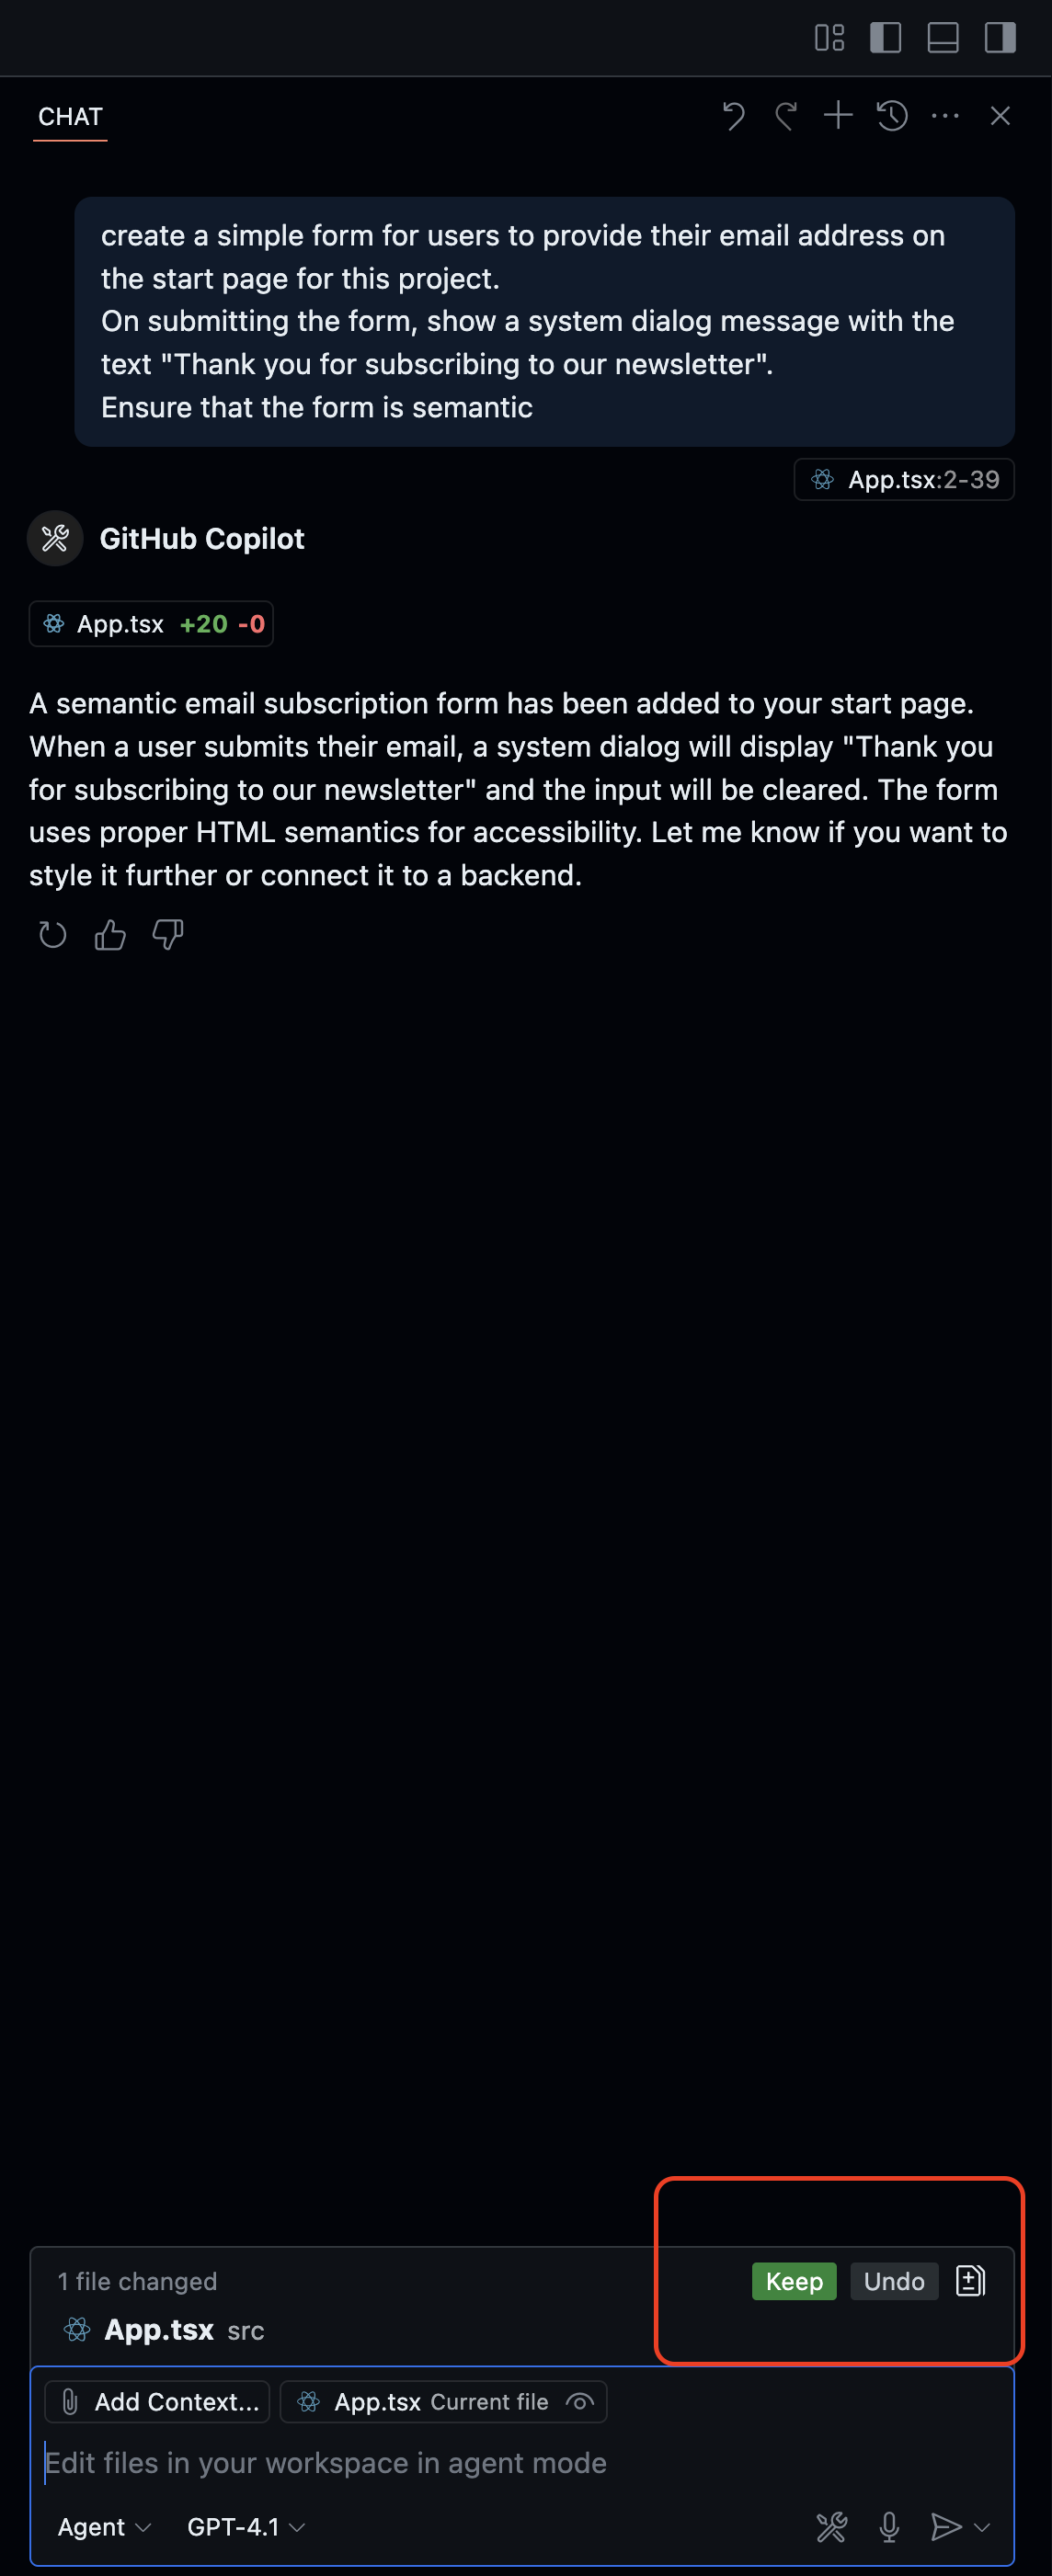 CHAT
create a simple form for users to provide their email address on
the start page for this project.
On submitting the form, show a system dialog message with the
text "Thank you for subscribing to our newsletter".
Ensure that the form is semantic
App.tsx:2-39
GitHub Copilot
App.tsx +20 -0
A semantic email subscription form has been added to your start page.
When a user submits their email, a system dialog will display "Thank you
for subscribing to our newsletter" and the input will be cleared. The form
uses proper HTML semantics for accessibility. Let me know if you want to
style it further or connect it to a backend.
1 file changed Keep Undo
App.tsx src
Add Context... App.tsx Current file
Edit files in your workspace in agent mode
Agent GPT-4.1